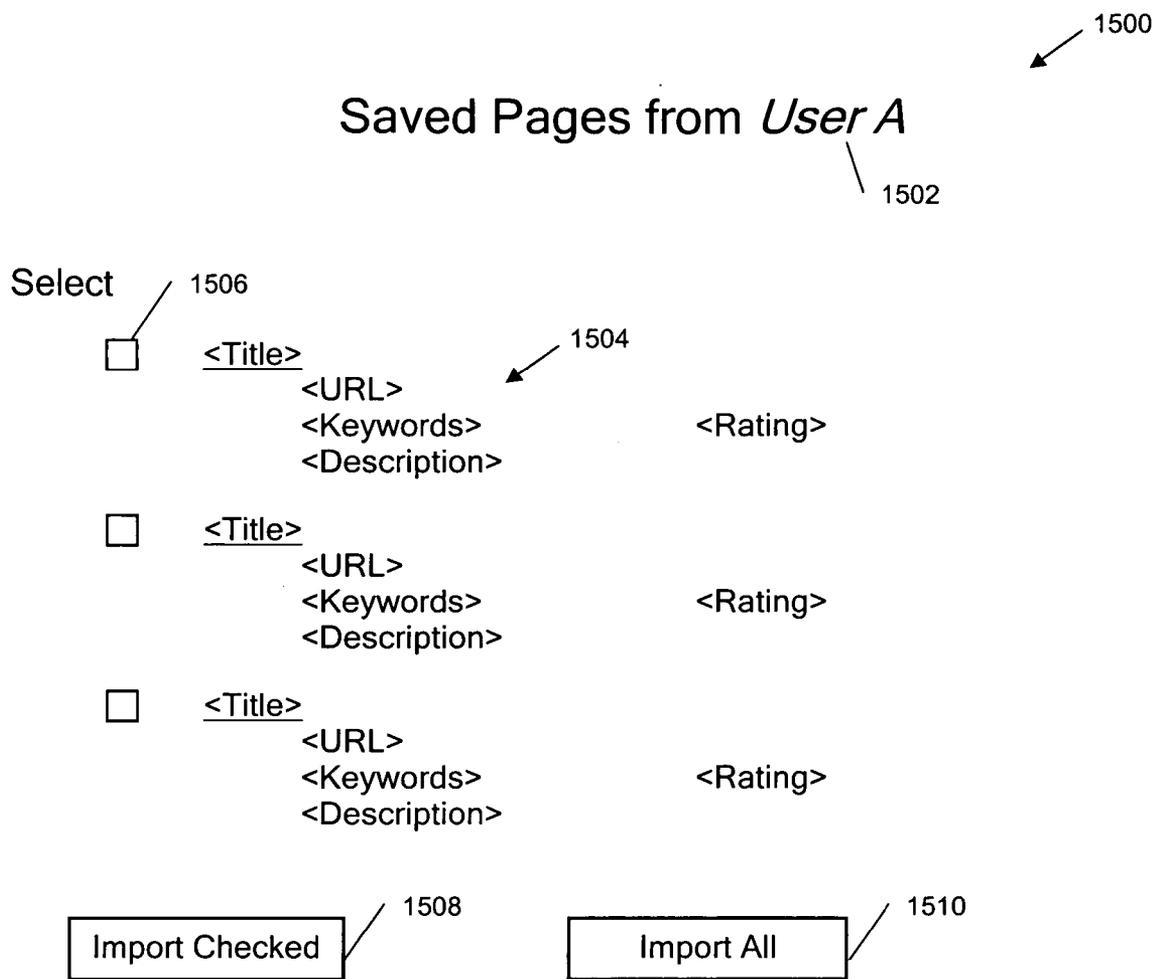 1500
Saved Pages from User A
1502
Select
1506
1504
<Title>
<URL>
<Keywords> <Rating>
<Description>
<Title>
<URL>
<Keywords> <Rating>
<Description>
<Title>
<URL>
<Keywords> <Rating>
<Description>
1508
1510
Import Checked
Import All